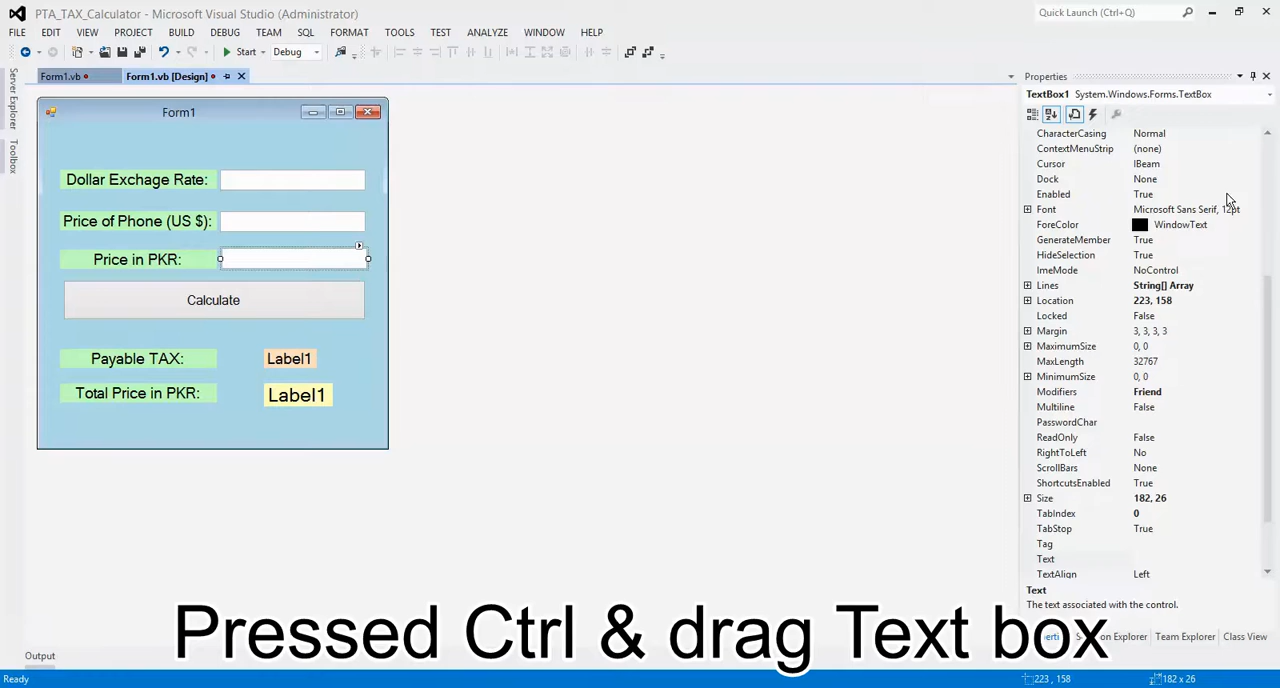 PTA_TAX_Calculator - Microsoft Visual Studio (Administrator)
Quick Launch (Ctrl+Q)
FILE EDIT VIEW PROJECT BUILD DEBUG TEAM SQL FORMAT TOOLS TEST ANALYZE WINDOW HELP
Start Debug
Server Explorer
Toolbox
Form1.vb
Form1.vb [Design]
Form1
Dollar Exchage Rate:
Price of Phone (US $):
Price in PKR:
Calculate
Payable TAX: Label1
Total Price in PKR: Label1
Properties
TextBox1 System.Windows.Forms.TextBox
CharacterCasing Normal
ContextMenuStrip (none)
Cursor IBeam
Dock None
Enabled True
Font Microsoft Sans Serif, 12pt
ForeColor WindowText
GenerateMember True
HideSelection True
ImeMode NoControl
Lines String[] Array
Location 223, 158
Locked False
Margin 3, 3, 3, 3
MaximumSize 0, 0
MaxLength 32767
MinimumSize 0, 0
Modifiers Friend
Multiline False
PasswordChar
ReadOnly False
RightToLeft No
ScrollBars None
ShortcutsEnabled True
Size 182, 26
TabIndex 0
TabStop True
Tag
Text
TextAlign Left
Text
The text associated with the control.
Team Explorer Class View
Pressed Ctrl & drag Text box
Output
Ready
223 , 158
182 x 26